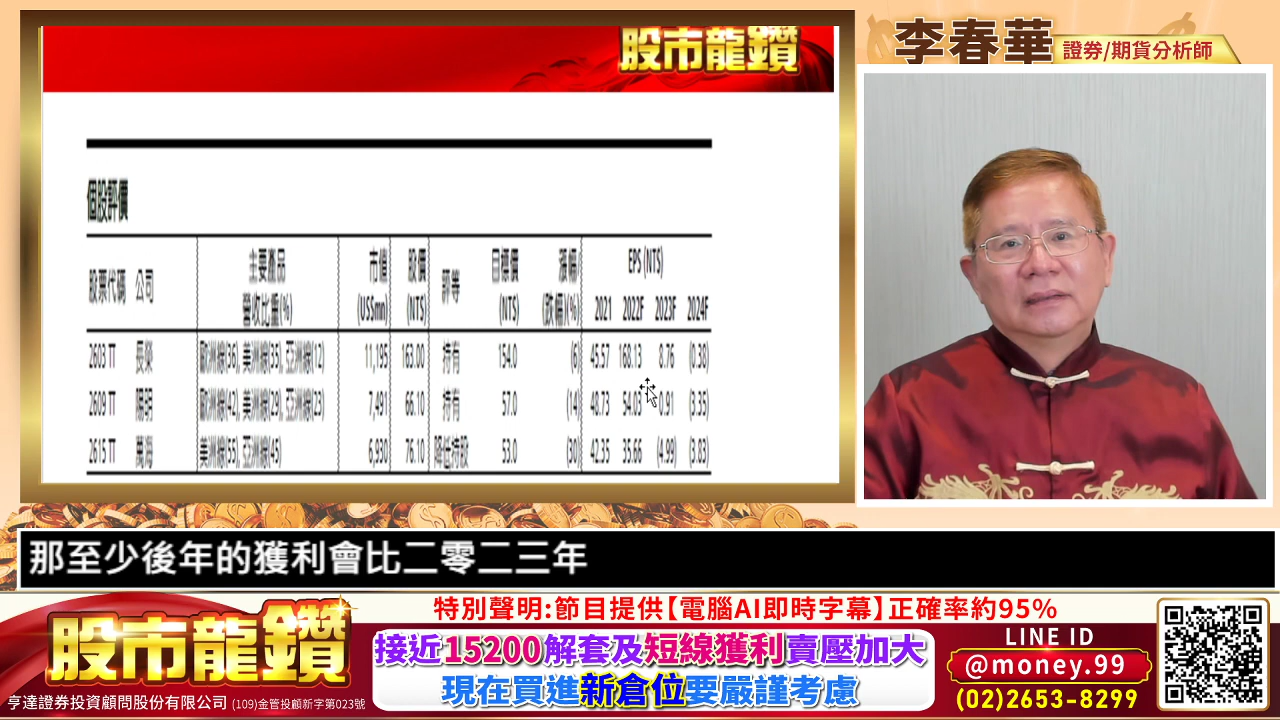 股市龍鑽
李春華
證券/期貨分析師
個股評價
股票代碼 公司 主要產品 營收比重(%) 市值 (US$mn) 股價 (NT$) 評等 目標價 (NT$) 漲幅 (跌幅)(%) EPS (NT$) 2021 2022F 2023F 2024F
2603 TT 長榮 歐洲線(36), 美洲線(35), 亞洲線(12) 11,195 163.00 持有 154.0 (6) 45.57 168.13 8.76 (0.38)
2609 TT 陽明 歐洲線(42), 美洲線(29), 亞洲線(23) 7,491 66.10 持有 57.0 (14) 48.73 54.03 0.91 (3.35)
2615 TT 萬海 美洲線(55), 亞洲線(45) 6,930 76.10 降低持股 53.0 (30) 42.35 35.66 (4.99) (3.03)
那至少後年的獲利會比二零二三年
特別聲明:節目提供【電腦AI即時字幕】正確率約95%
股市龍鑽
接近15200解套及短線獲利賣壓加大
現在買進新倉位要嚴謹考慮
亨達證券投資顧問股份有限公司 (109)金管投顧新字第023號
LINE ID
@money.99
(02)2653-8299